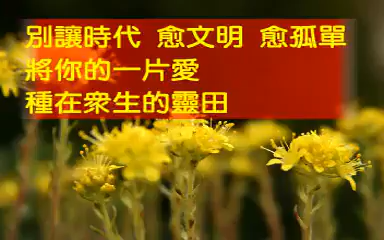 別讓時代 愈文明 愈孤單
將你的一片愛
種在眾生的靈田